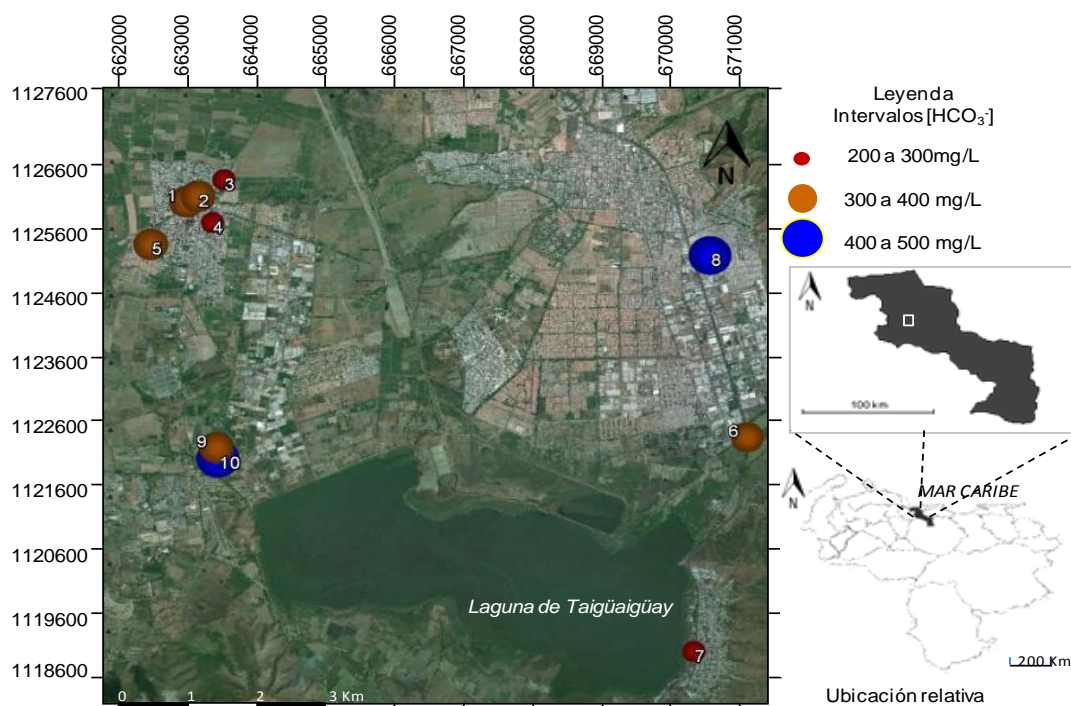 662000
663000
664000
665000
666000
667000
668000
669000
670000
671000
1127600
1126600
1125600
1124600
1123600
1122600
1121600
1120600
1119600
1118600
1
2
3
4
5
6
7
8
9
10
N
Laguna de Taigüaigüay
0 1 2 3 Km
Leyenda
Intervalos [HCO₃⁻]
200 a 300mg/L
300 a 400 mg/L
400 a 500 mg/L
N
100 km
N
MAR CARIBE
200 Km
Ubicación relativa